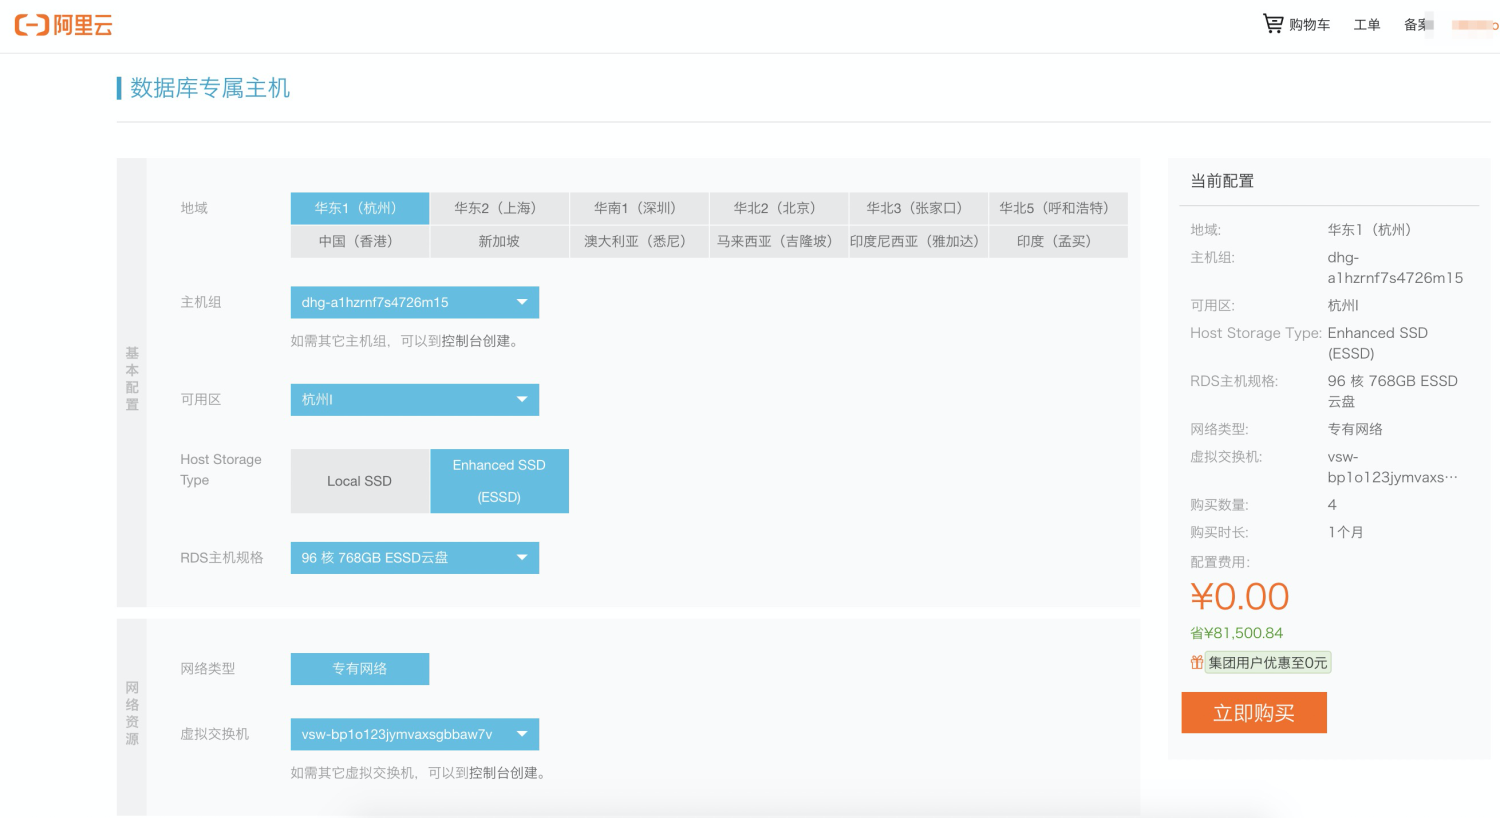 阿里云
购物车 工单 备案
数据库专属主机
基本配置
地域
华东1（杭州） 华东2（上海） 华南1（深圳） 华北2（北京） 华北3（张家口） 华北5（呼和浩特）
中国（香港） 新加坡 澳大利亚（悉尼） 马来西亚（吉隆坡） 印度尼西亚（雅加达） 印度（孟买）
主机组 dhg-a1hzrnf7s4726m15
如需其它主机组，可以到控制台创建。
可用区 杭州I
Host Storage
Type
Local SSD
Enhanced SSD
(ESSD)
RDS主机规格 96 核 768GB ESSD云盘
网络资源
网络类型 专有网络
虚拟交换机 vsw-bp1o123jymvaxsgbbaw7v
如需其它虚拟交换机，可以到控制台创建。
当前配置
地域: 华东1（杭州）
主机组: dhg-
a1hzrnf7s4726m15
可用区: 杭州I
Host Storage Type: Enhanced SSD
(ESSD)
RDS主机规格: 96 核 768GB ESSD
云盘
网络类型: 专有网络
虚拟交换机: vsw-
bp1o123jymvaxs···
购买数量: 4
购买时长: 1个月
配置费用:
¥0.00
省¥81,500.84
集团用户优惠至0元
立即购买